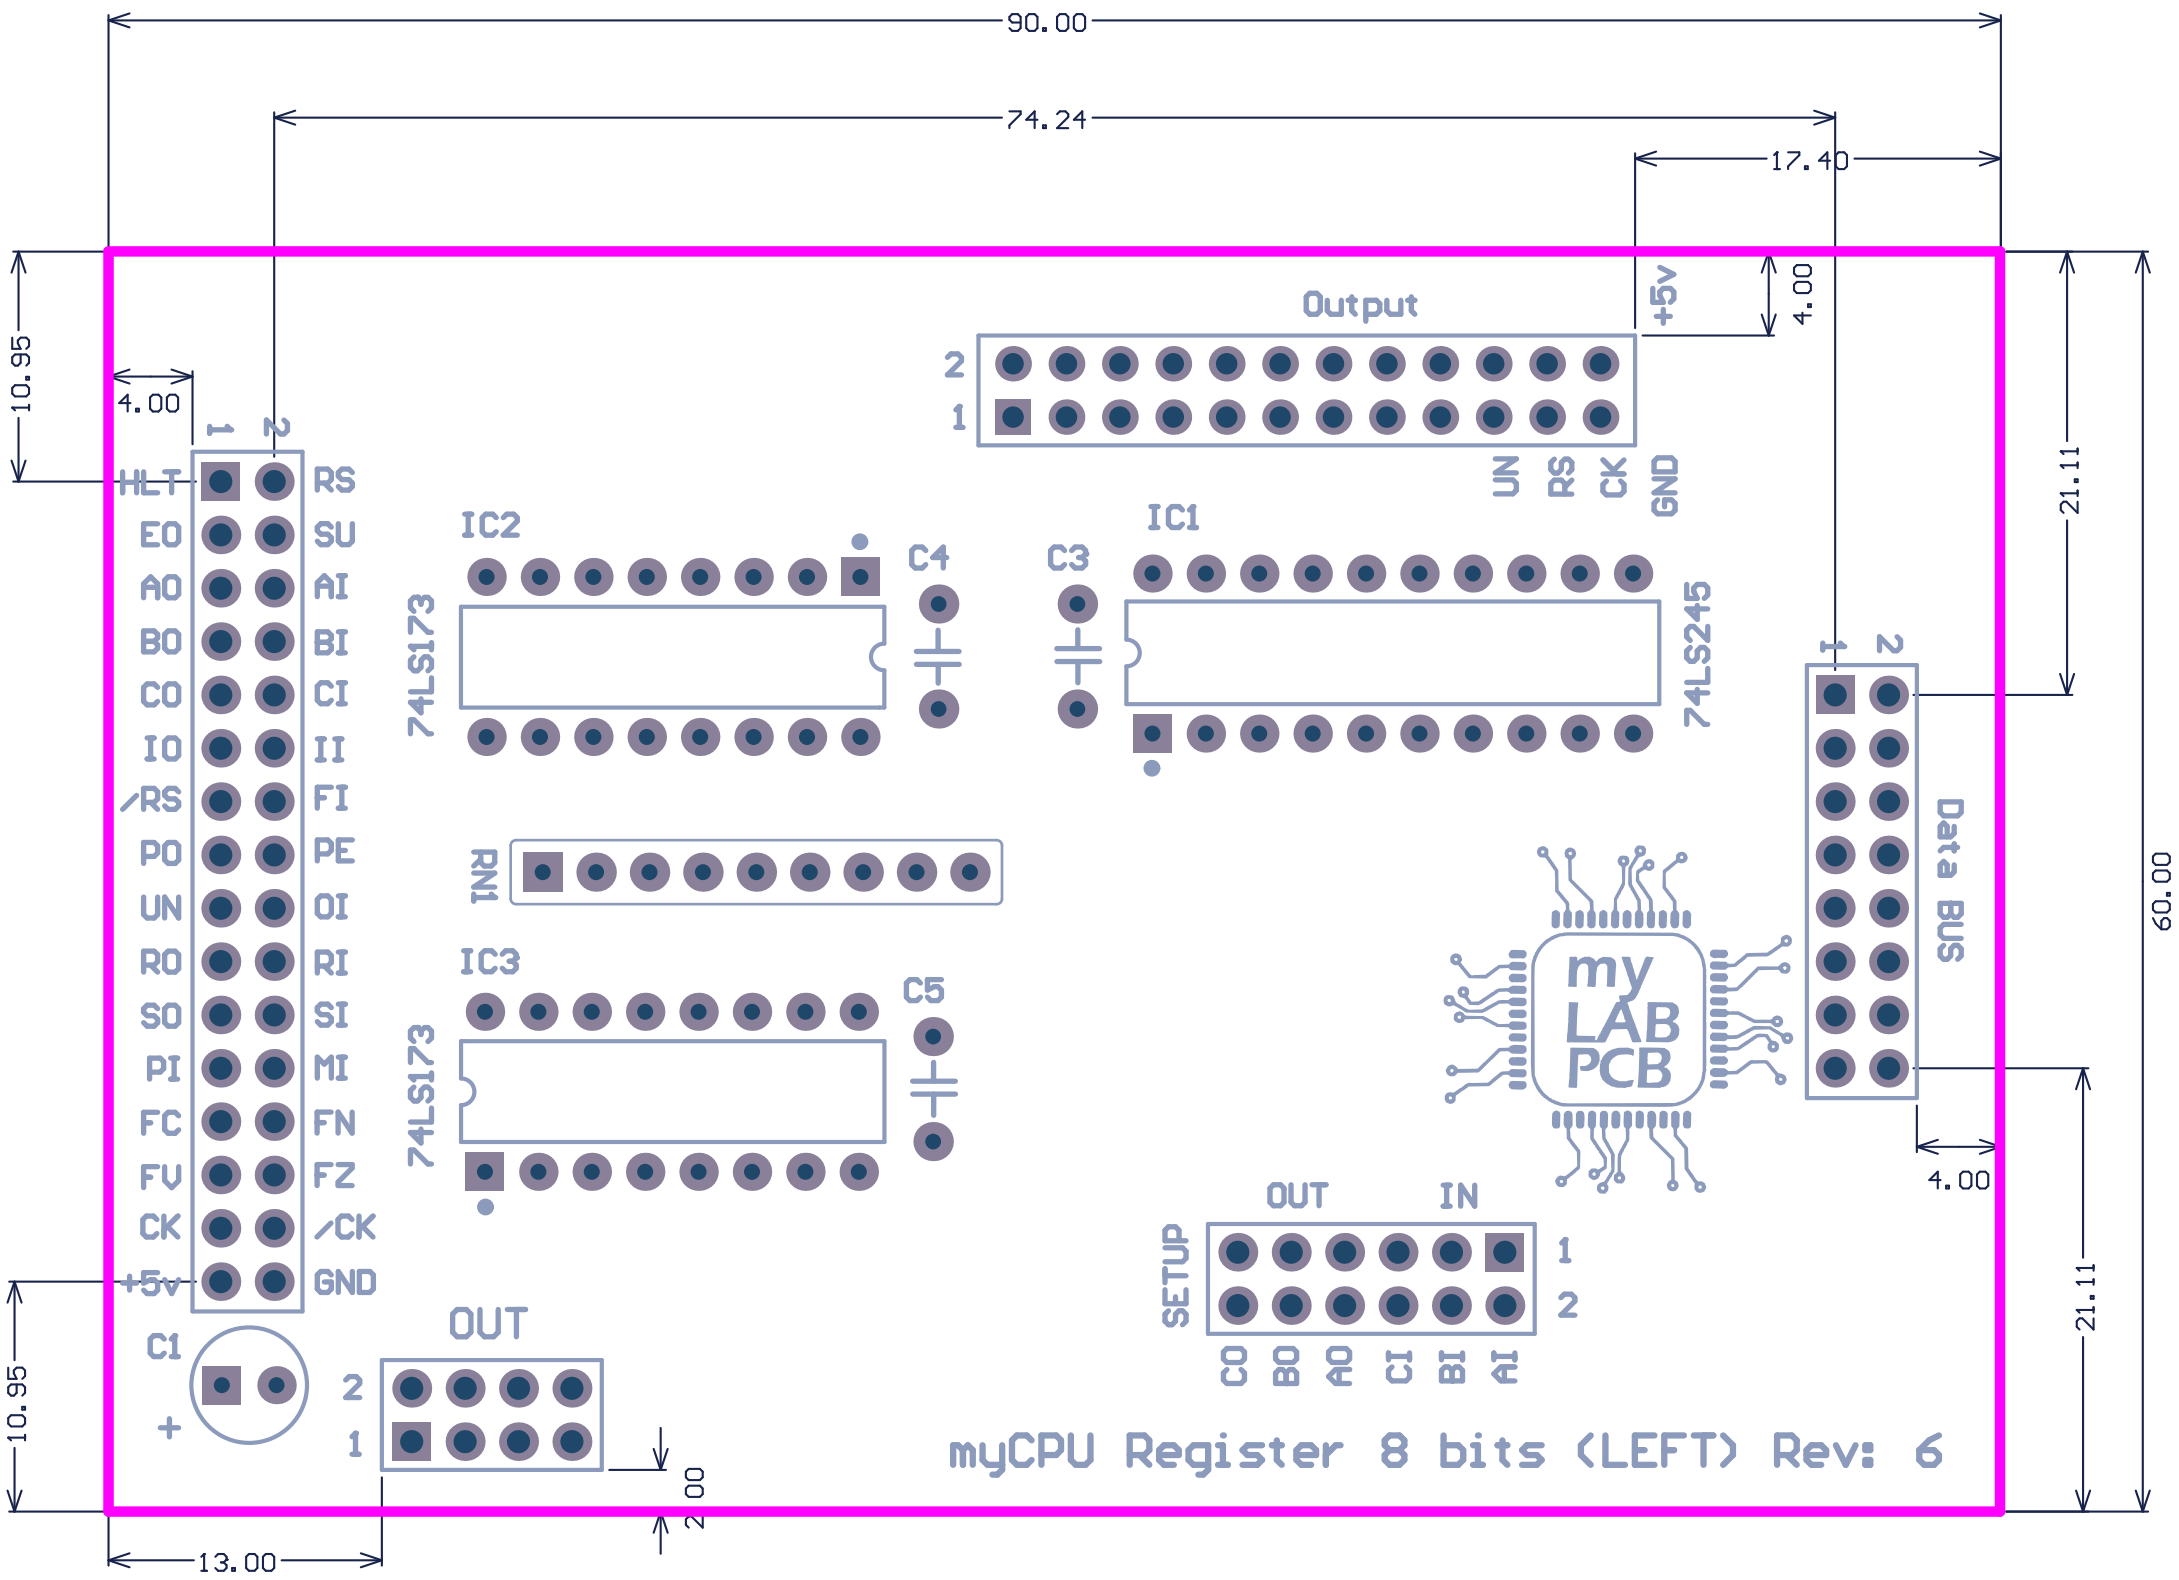 90.00
74.24
17.40
4.00
+5v
Output
10.95
4.00
2
1
1
2
UN
RS
CK
GND
21.11
HLT
RS
EO
SU
AO
AI
BO
BI
CO
CI
IO
II
/RS
FI
PO
PE
UN
OI
RO
RI
SO
SI
PI
MI
FC
FN
FV
FZ
CK
/CK
+5v
GND
IC2
74LS173
C4
C3
IC1
74LS245
1
2
Data BUS
60.00
RN1
IC3
74LS173
C5
my
LAB
PCB
4.00
21.11
OUT
IN
SETUP
1
2
CO
BO
AO
CI
BI
AI
C1
+
10.95
OUT
2
1
2.00
13.00
myCPU Register 8 bits (LEFT) Rev: 6